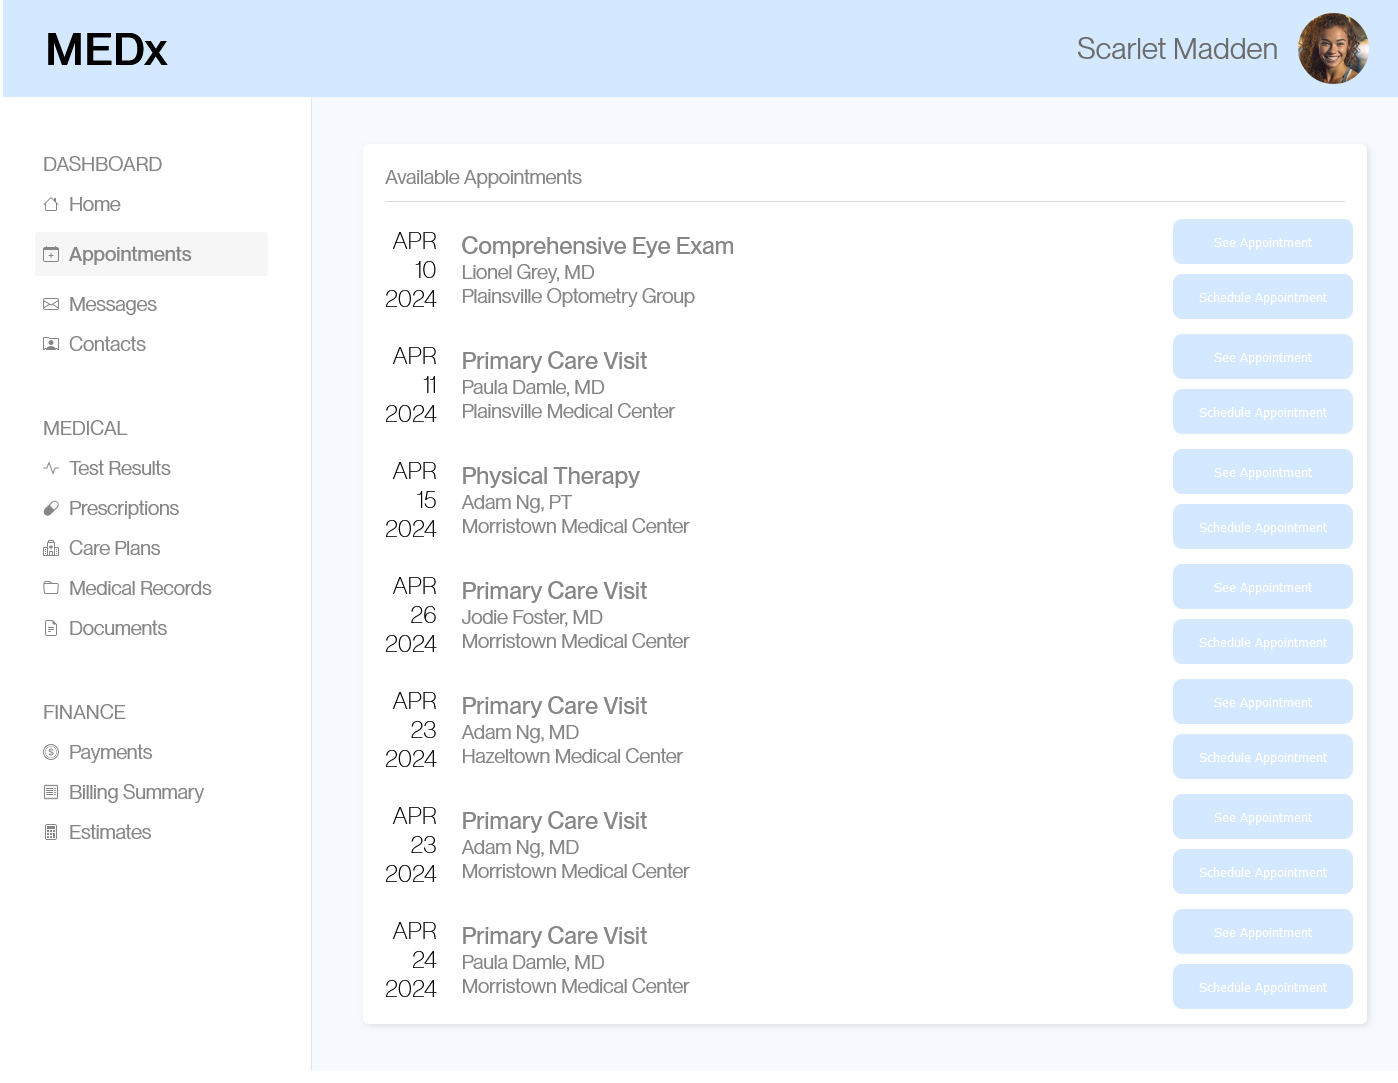 MEDx
Scarlet Madden
DASHBOARD
Home
Appointments
Messages
Contacts
MEDICAL
Test Results
Prescriptions
Care Plans
Medical Records
Documents
FINANCE
Payments
Billing Summary
Estimates
Available Appointments
APR
10
2024
Comprehensive Eye Exam
Lionel Grey, MD
Plainsville Optometry Group
See Appointment
Schedule Appointment
APR
11
2024
Primary Care Visit
Paula Damle, MD
Plainsville Medical Center
See Appointment
Schedule Appointment
APR
15
2024
Physical Therapy
Adam Ng, PT
Morristown Medical Center
See Appointment
Schedule Appointment
APR
26
2024
Primary Care Visit
Jodie Foster, MD
Morristown Medical Center
See Appointment
Schedule Appointment
APR
23
2024
Primary Care Visit
Adam Ng, MD
Hazeltown Medical Center
See Appointment
Schedule Appointment
APR
23
2024
Primary Care Visit
Adam Ng, MD
Morristown Medical Center
See Appointment
Schedule Appointment
APR
24
2024
Primary Care Visit
Paula Damle, MD
Morristown Medical Center
See Appointment
Schedule Appointment